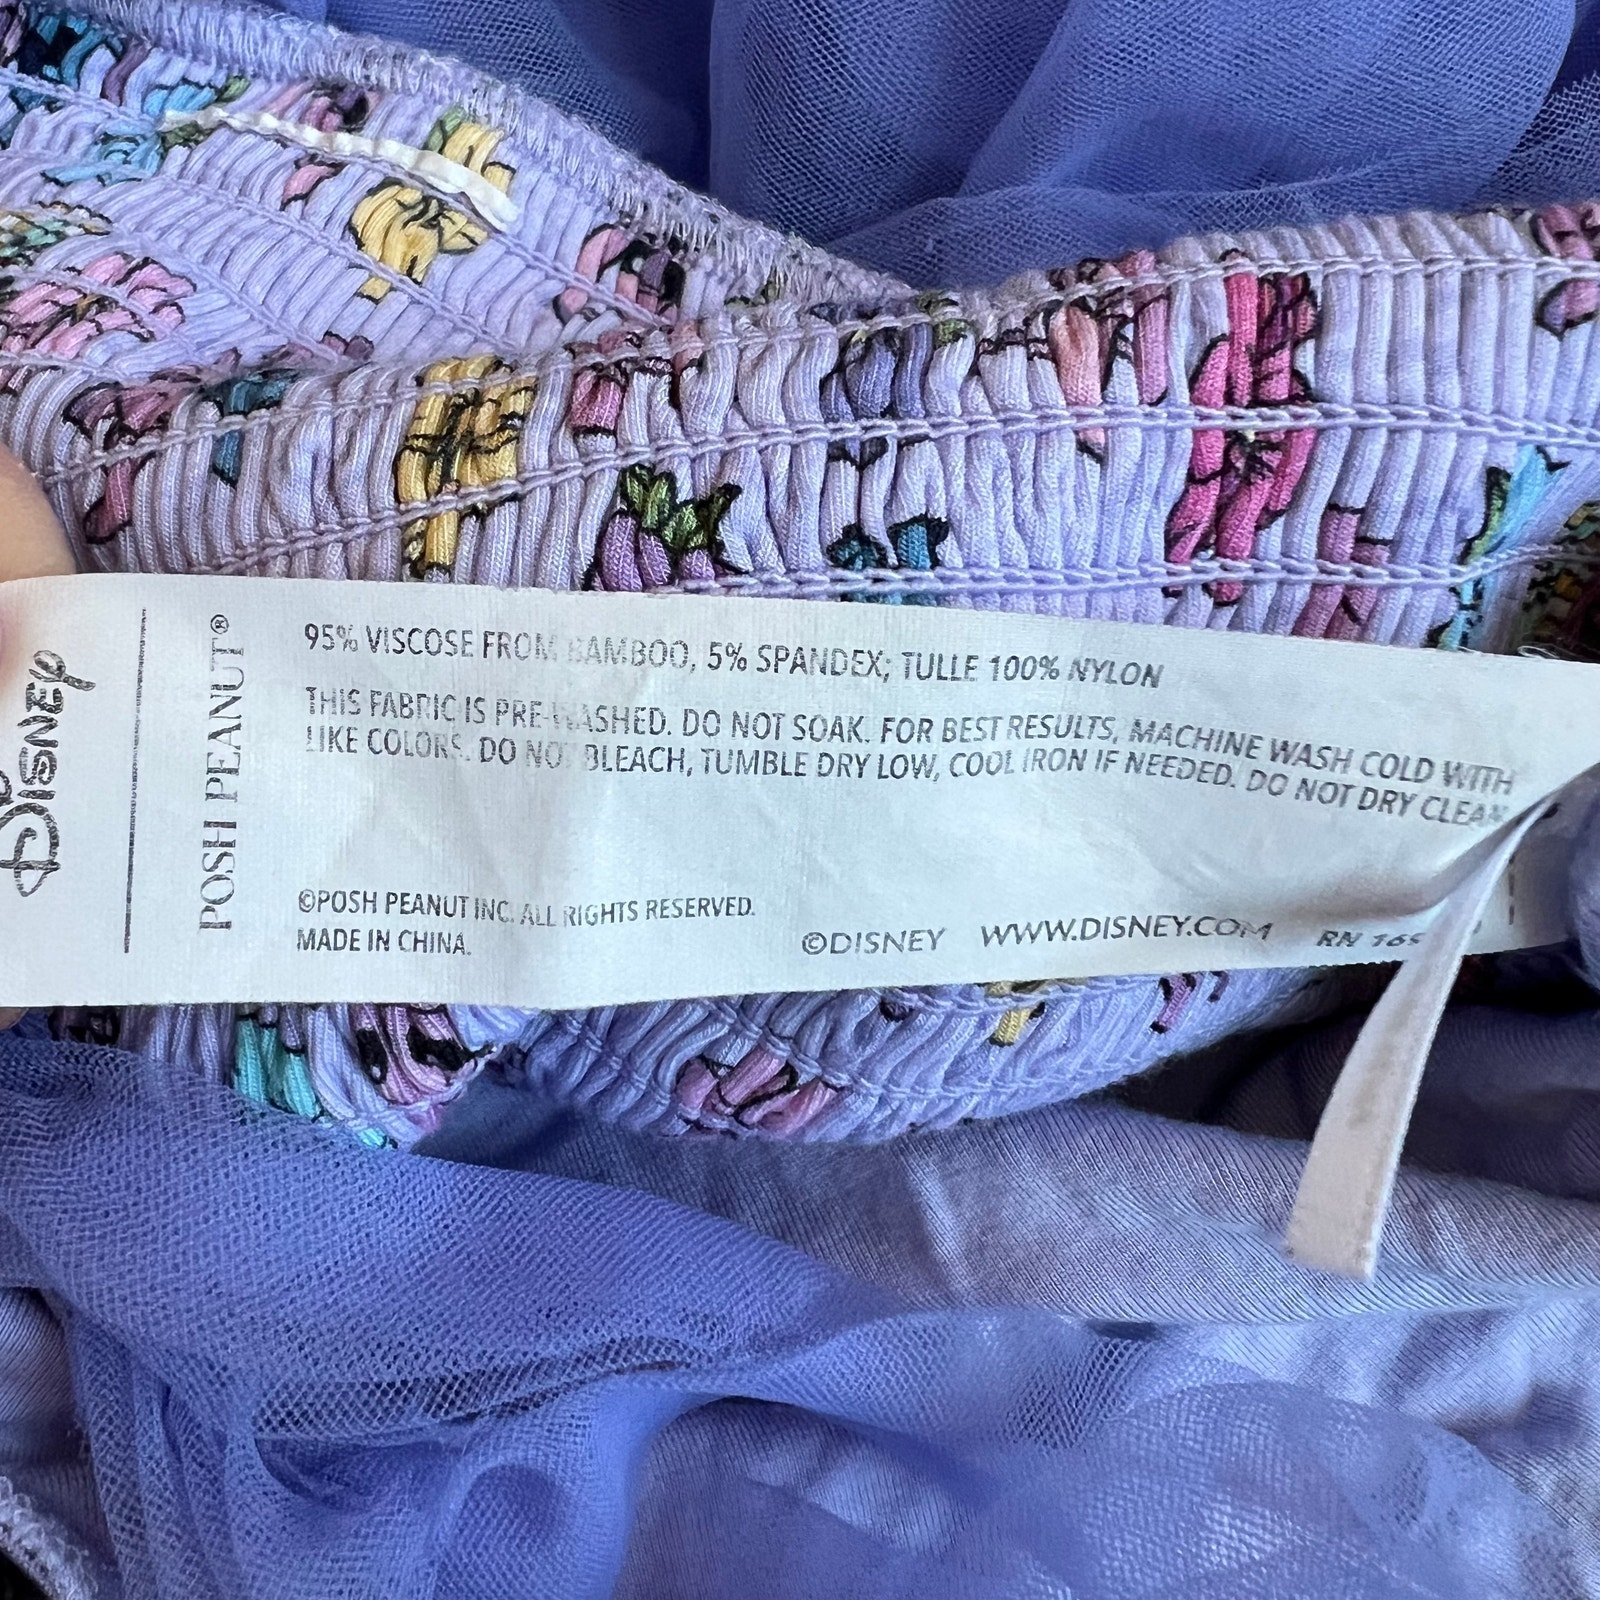 Disney
POSH PEANUT®
95% VISCOSE FROM BAMBOO, 5% SPANDEX; TULLE 100% NYLON
THIS FABRIC IS PRE-WASHED. DO NOT SOAK. FOR BEST RESULTS, MACHINE WASH COLD WITH
LIKE COLORS. DO NOT BLEACH, TUMBLE DRY LOW, COOL IRON IF NEEDED. DO NOT DRY CLEAN
©POSH PEANUT INC. ALL RIGHTS RESERVED.
MADE IN CHINA.
©DISNEY WWW.DISNEY.COM RN